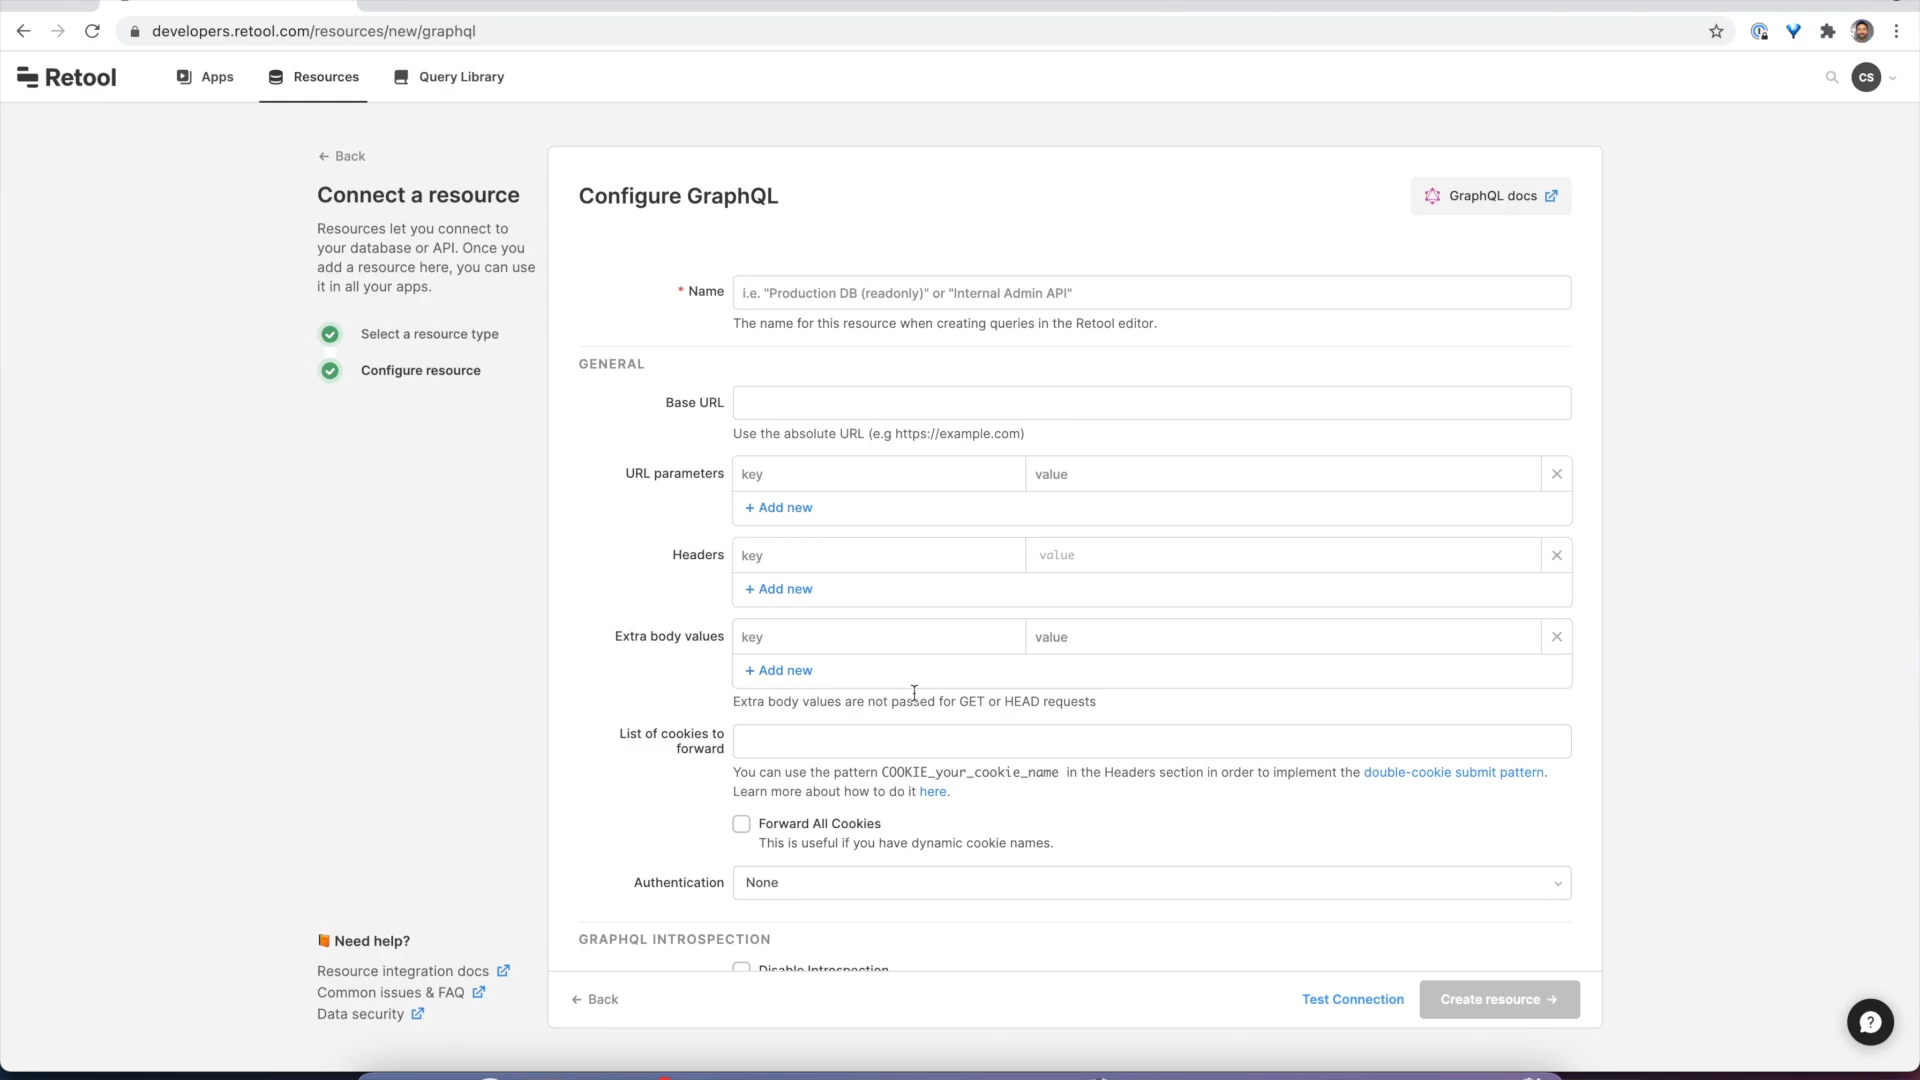 developers.retool.com/resources/new/graphql
Retool
Apps
Resources
Query Library
CS
← Back
Connect a resource
Resources let you connect to
your database or API. Once you
add a resource here, you can use
it in all your apps.
Select a resource type
Configure resource
Need help?
Resource integration docs
Common issues & FAQ
Data security
Configure GraphQL
GraphQL docs
* Name
i.e. "Production DB (readonly)" or "Internal Admin API"
The name for this resource when creating queries in the Retool editor.
GENERAL
Base URL
Use the absolute URL (e.g https://example.com)
URL parameters
key
value
+ Add new
Headers
key
value
+ Add new
Extra body values
key
value
+ Add new
Extra body values are not passed for GET or HEAD requests
List of cookies to
forward
You can use the pattern COOKIE_your_cookie_name in the Headers section in order to implement the double-cookie submit pattern.
Learn more about how to do it here.
Forward All Cookies
This is useful if you have dynamic cookie names.
Authentication
None
GRAPHQL INTROSPECTION
Disable Introspection
← Back
Test Connection
Create resource →